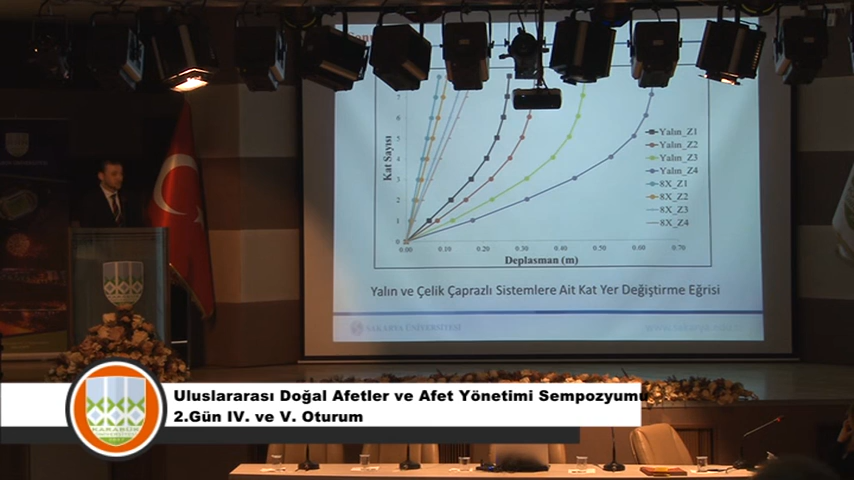 Kat Sayısı
7
6
5
4
3
2
1
0
0.00 0.10 0.20 0.30 0.40 0.50 0.60 0.70
Deplasman (m)
Yalın_Z1
Yalın_Z2
Yalın_Z3
Yalın_Z4
8X_Z1
8X_Z2
8X_Z3
8X_Z4
Yalın ve Çelik Çaprazlı Sistemlere Ait Kat Yer Değiştirme Eğrisi
SAKARYA ÜNİVERSİTESİ
Uluslararası Doğal Afetler ve Afet Yönetimi Sempozyumu
2.Gün IV. ve V. Oturum
KARABÜK